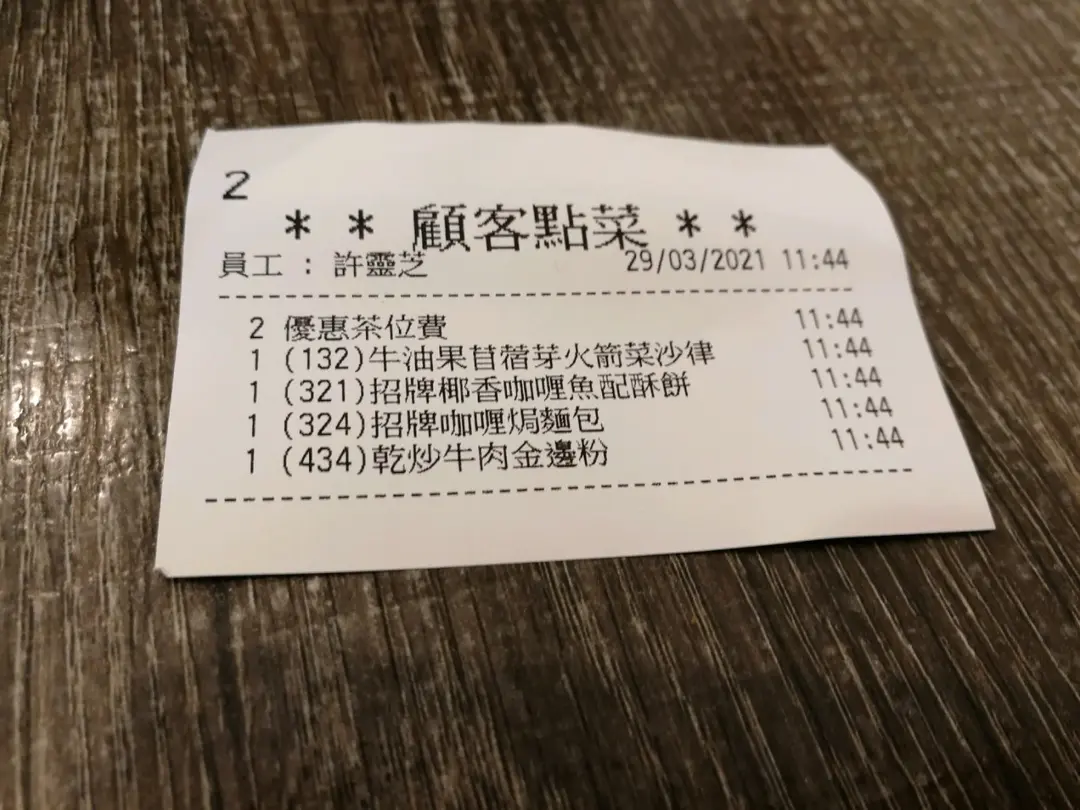 2
** 顧客點菜 **
員工 : 許靈芝 29/03/2021 11:44
2 優惠茶位費 11:44
1 (132)牛油果苜蓿芽火箭菜沙律 11:44
1 (321)招牌椰香咖喱魚配酥餅 11:44
1 (324)招牌咖喱焗麵包 11:44
1 (434)乾炒牛肉金邊粉 11:44